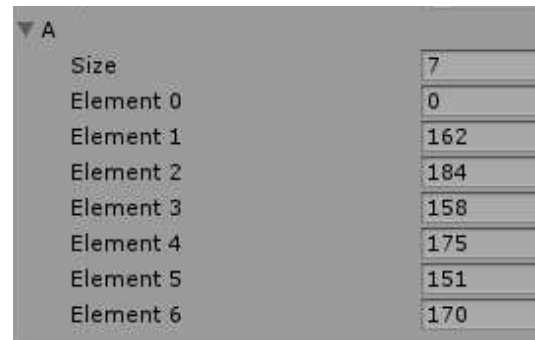 A
Size 7
Element 0 0
Element 1 162
Element 2 184
Element 3 158
Element 4 175
Element 5 151
Element 6 170